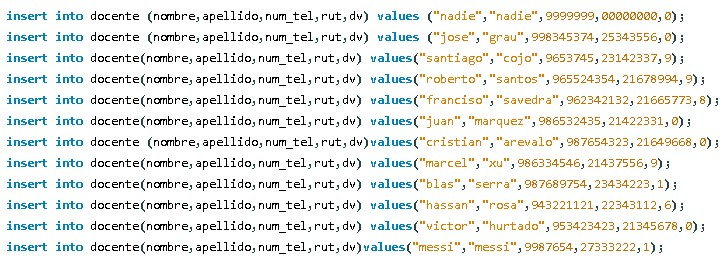 insert into docente (nombre,apellido,num_tel,rut,dv) values ("nadie","nadie",9999999,00000000,0);
insert into docente (nombre,apellido,num_tel,rut,dv) values ("jose","grau",998345374,25343556,0);
insert into docente(nombre,apellido,num_tel,rut,dv) values("santiago","cojo",9653745,23142337,9);
insert into docente(nombre,apellido,num_tel,rut,dv) values("roberto","santos",965524354,21678994,9);
insert into docente(nombre,apellido,num_tel,rut,dv) values("franciso","savedra",962342132,21665773,8);
insert into docente(nombre,apellido,num_tel,rut,dv) values("juan","marquez",986532435,21422331,0);
insert into docente (nombre,apellido,num_tel,rut,dv)values("cristian","arevalo",987654323,21649668,0);
insert into docente(nombre,apellido,num_tel,rut,dv) values("marcel","xu",986334546,21437556,9);
insert into docente(nombre,apellido,num_tel,rut,dv) values("blas","serra",987689754,23434223,1);
insert into docente(nombre,apellido,num_tel,rut,dv) values("hassan","rosa",943221121,22343112,6);
insert into docente(nombre,apellido,num_tel,rut,dv) values("victor","hurtado",953423423,21345678,0);
insert into docente(nombre,apellido,num_tel,rut,dv)values("messi","messi",9987654,27333222,1);